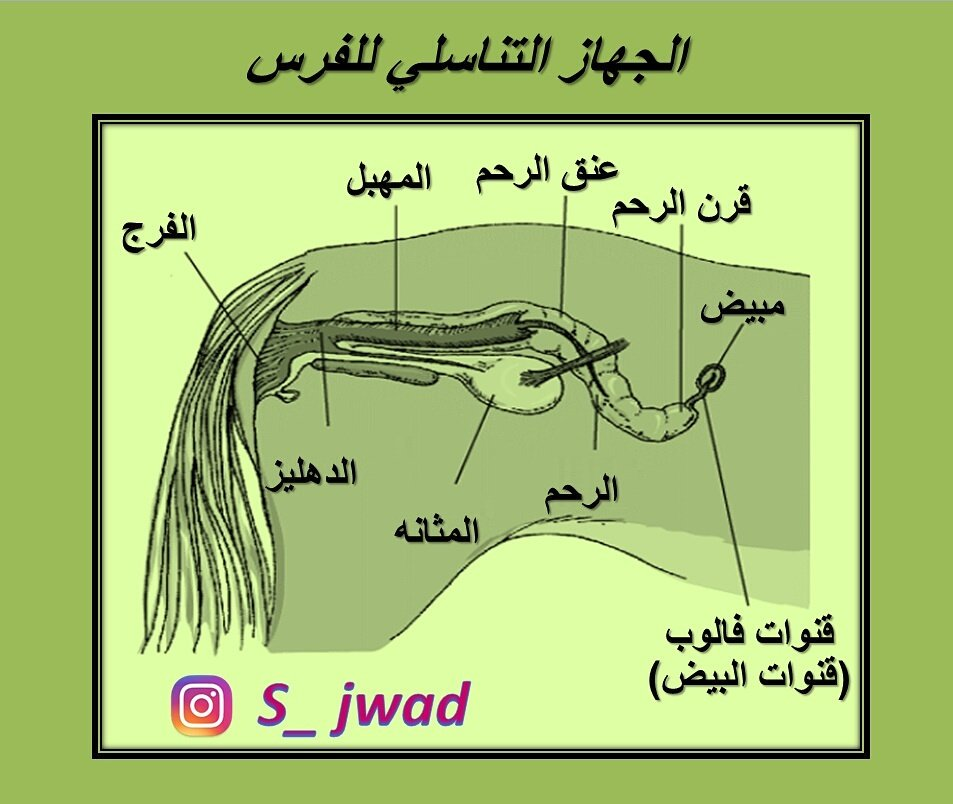 الجهاز التناسلي للفرس
عنق الرحم
المهبل
قرن الرحم
الفرج
مبيض
الدهليز
الرحم
المثانه
قنوات فالوب
(قنوات البيض)
S_ jwad